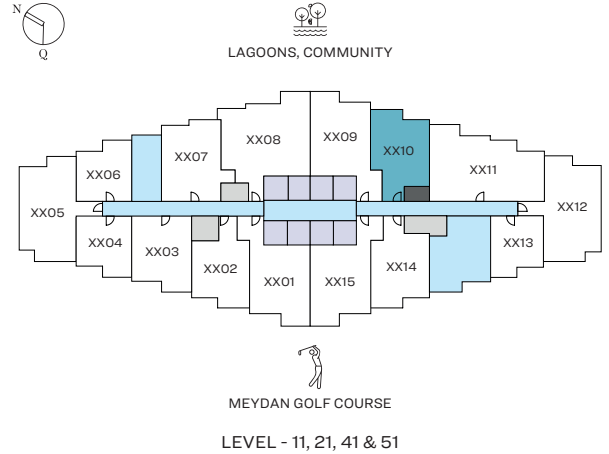 N
Q
LAGOONS, COMMUNITY
XX08
XX09
XX10
XX07
XX11
XX06
XX05
XX12
XX04
XX03
XX13
XX02
XX14
XX01
XX15
MEYDAN GOLF COURSE
LEVEL - 11, 21, 41 & 51